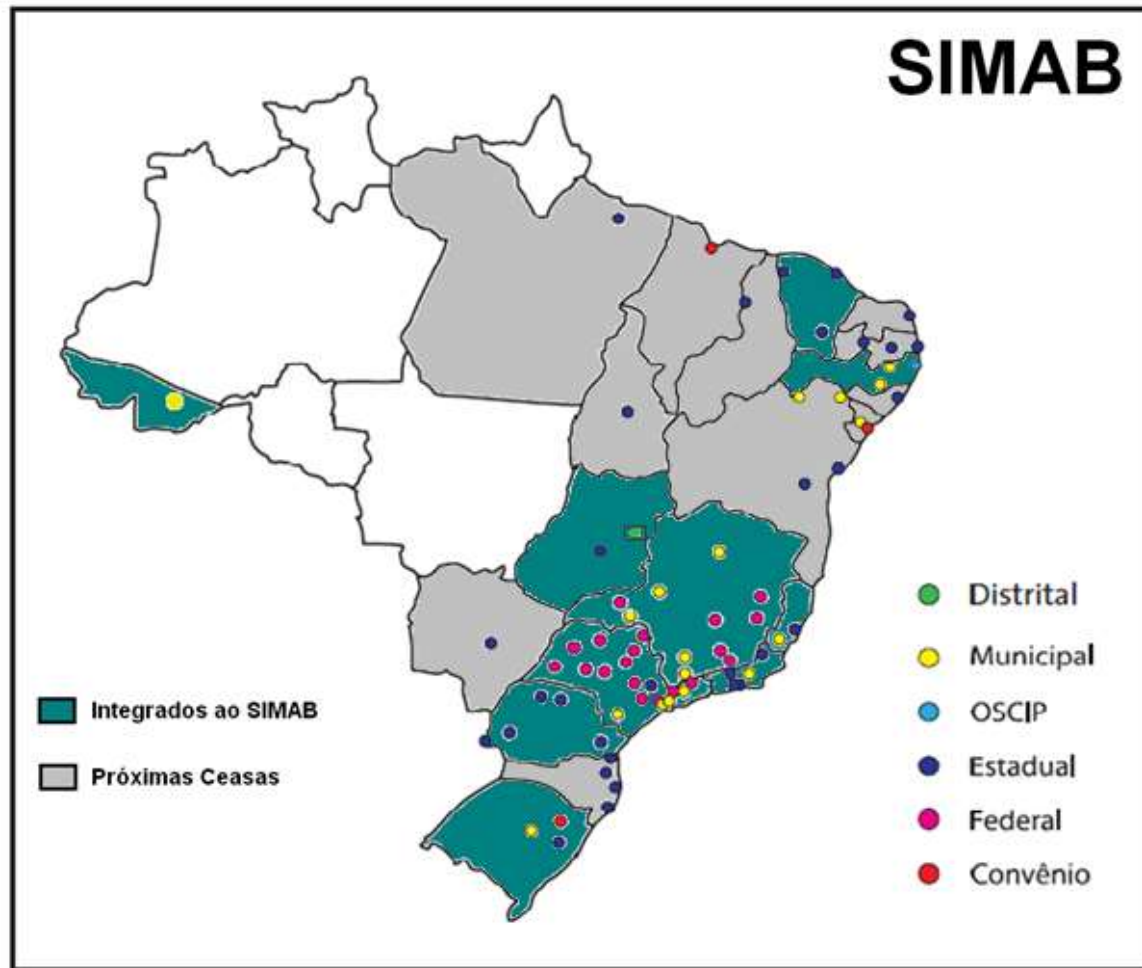 SIMAB
Distrital
Municipal
OSCIP
Estadual
Federal
Convênio
Integrados ao SIMAB
Próximas Ceasas